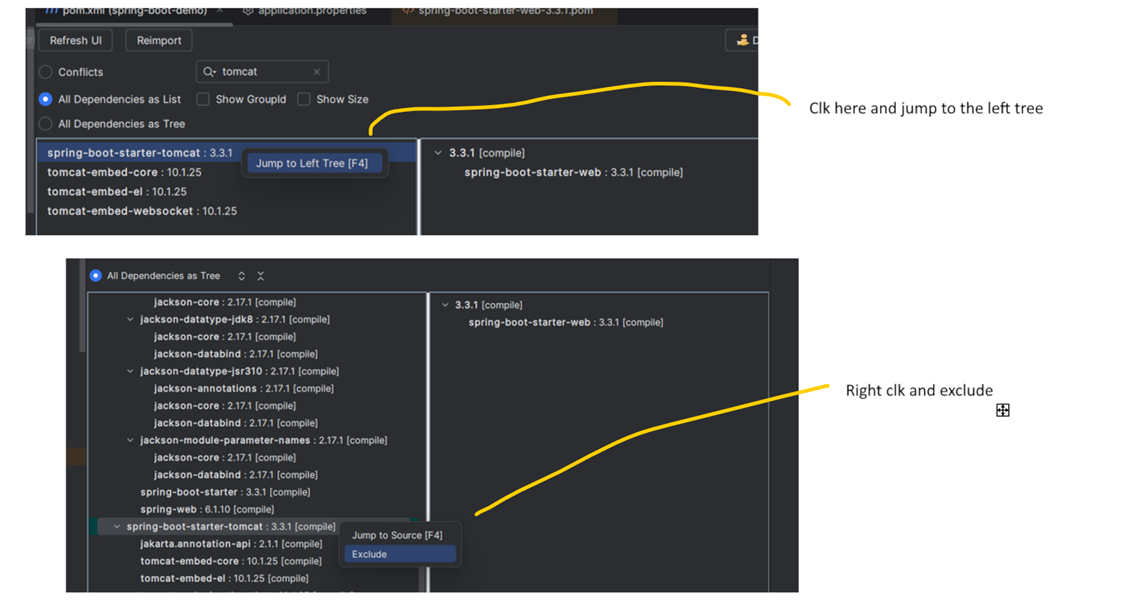 pom.xml (spring-boot-demo)
application.properties
spring-boot-starter-web-3.3.1.pom
Refresh UI
Reimport
Conflicts
tomcat
All Dependencies as List
Show GroupId
Show Size
All Dependencies as Tree
Clk here and jump to the left tree
spring-boot-starter-tomcat : 3.3.1
Jump to Left Tree [F4]
tomcat-embed-core : 10.1.25
tomcat-embed-el : 10.1.25
tomcat-embed-websocket : 10.1.25
3.3.1 [compile]
spring-boot-starter-web : 3.3.1 [compile]
All Dependencies as Tree
jackson-core : 2.17.1 [compile]
jackson-datatype-jdk8 : 2.17.1 [compile]
jackson-core : 2.17.1 [compile]
jackson-databind : 2.17.1 [compile]
jackson-datatype-jsr310 : 2.17.1 [compile]
jackson-annotations : 2.17.1 [compile]
jackson-core : 2.17.1 [compile]
jackson-databind : 2.17.1 [compile]
jackson-module-parameter-names : 2.17.1 [compile]
jackson-core : 2.17.1 [compile]
jackson-databind : 2.17.1 [compile]
spring-boot-starter : 3.3.1 [compile]
spring-web : 6.1.10 [compile]
spring-boot-starter-tomcat : 3.3.1 [compile]
jakarta.annotation-api : 2.1.1 [compile]
tomcat-embed-core : 10.1.25 [compile]
tomcat-embed-el : 10.1.25 [compile]
Jump to Source [F4]
Exclude
3.3.1 [compile]
spring-boot-starter-web : 3.3.1 [compile]
Right clk and exclude